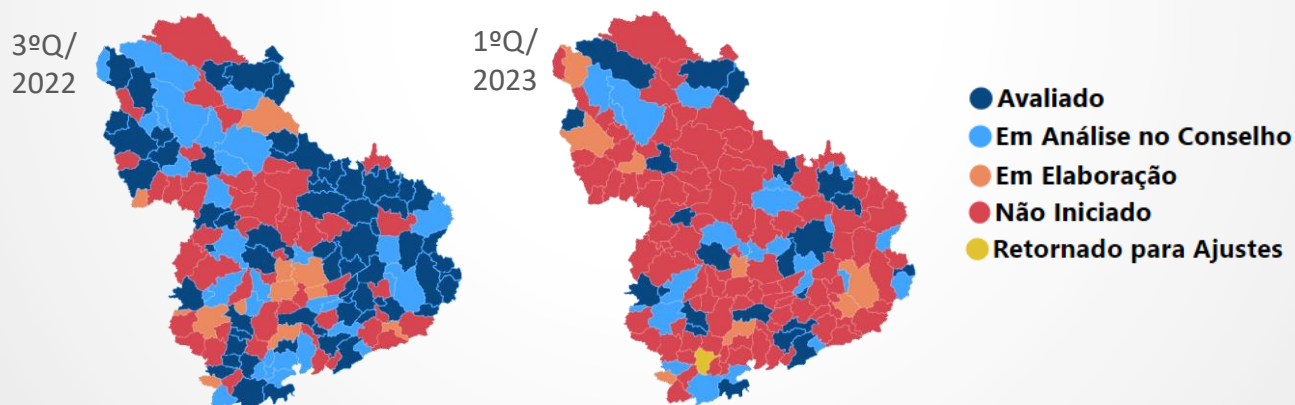 3ºQ/
2022
1ºQ/
2023
Avaliado
Em Análise no Conselho
Em Elaboração
Não Iniciado
Retornado para Ajustes